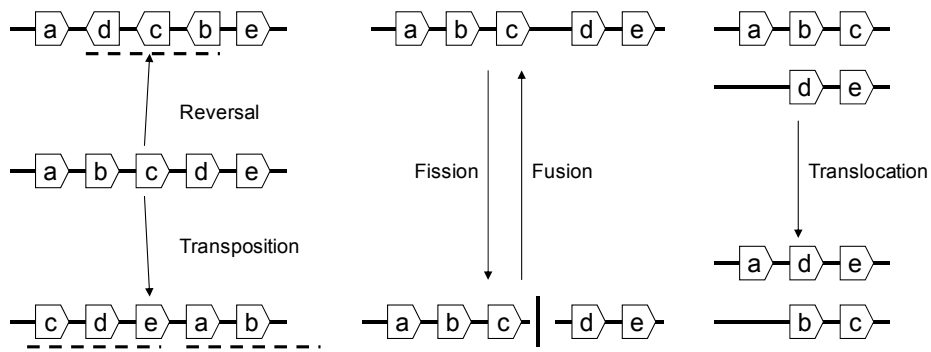 a d c b e
Reversal
a b c d e
Transposition
c d e a b
a b c d e
Fission
Fusion
a b c d e
a b c
d e
Translocation
a d e
b c